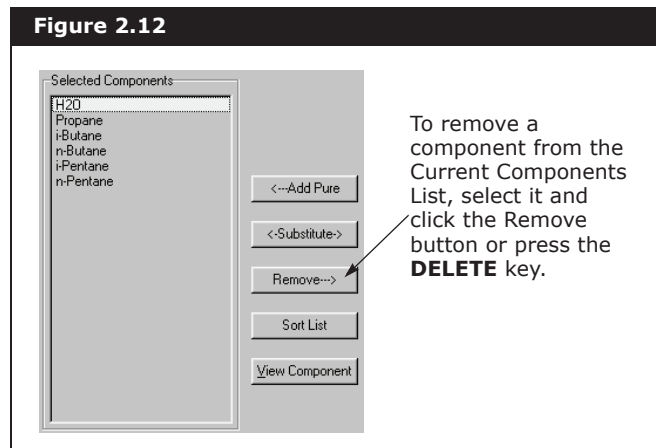 Figure 2.12
Selected Components
H2O
Propane
i-Butane
n-Butane
i-Pentane
n-Pentane
<---Add Pure
<-Substitute->
Remove--->
Sort List
View Component
To remove a
component from the
Current Components
List, select it and
click the Remove
button or press the
DELETE key.